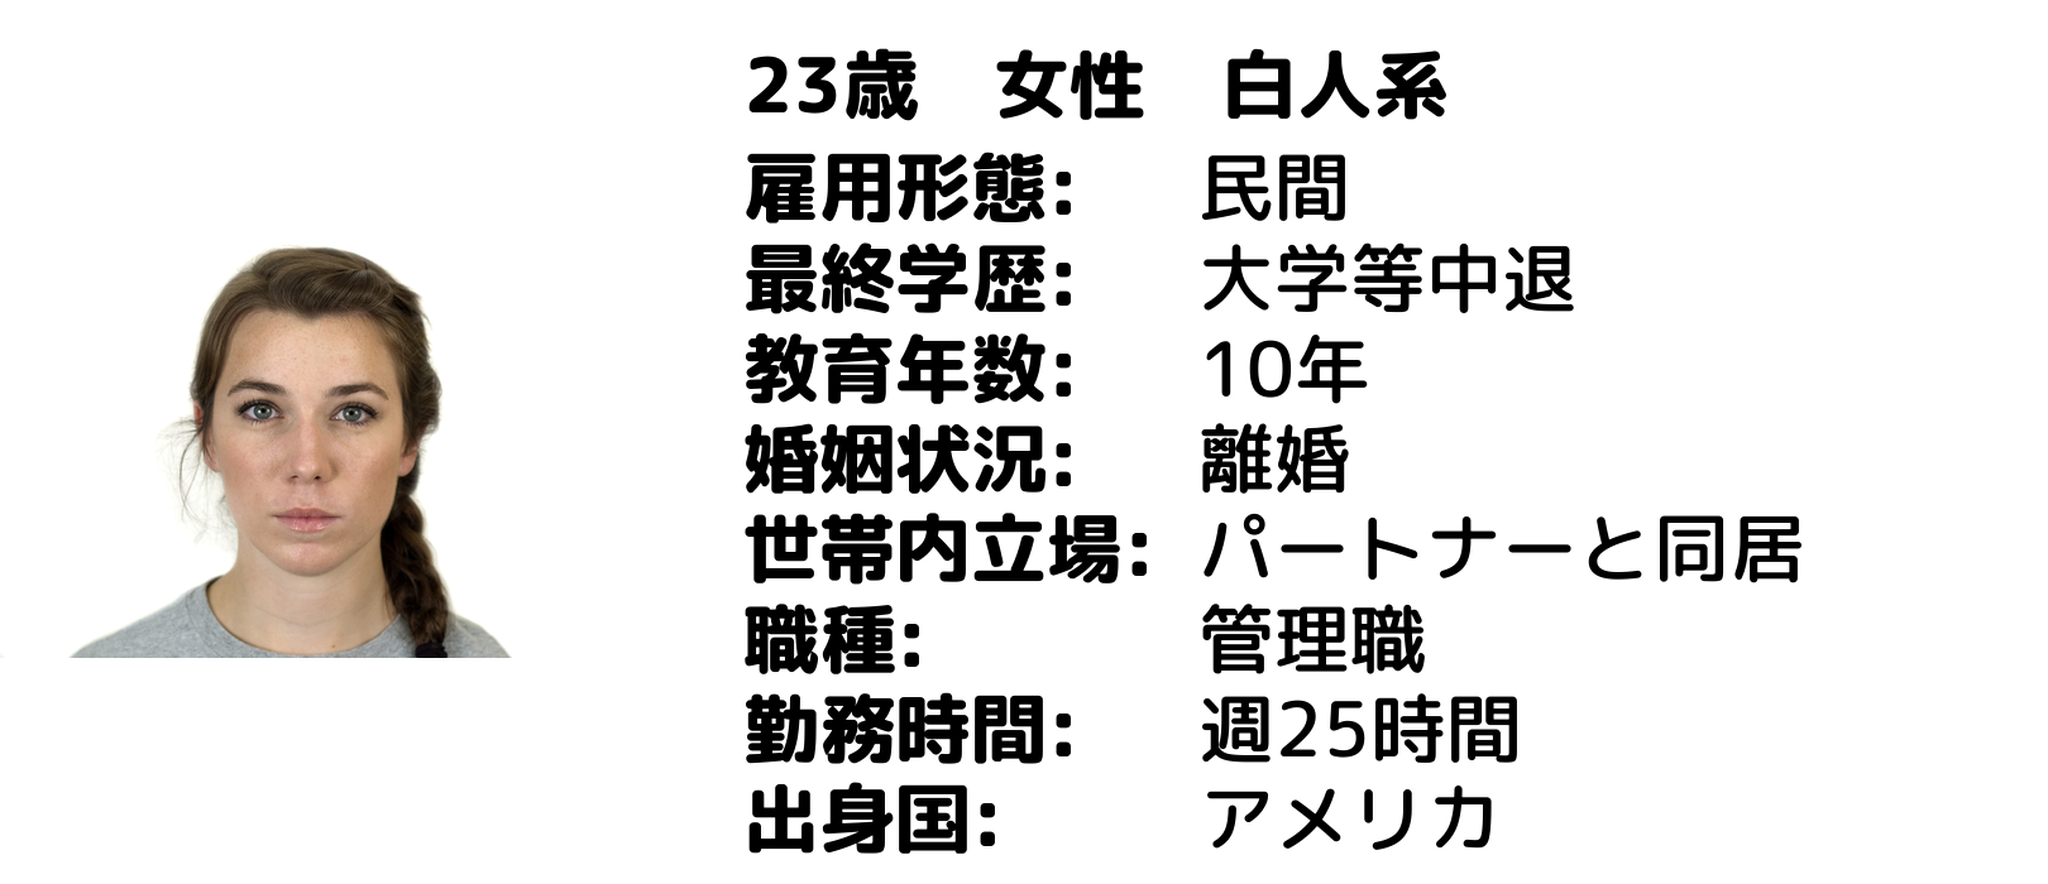 23歳　女性　白人系
雇用形態:　民間
最終学歴:　大学等中退
教育年数:　10年
婚姻状況:　離婚
世帯内立場:　パートナーと同居
職種:　管理職
勤務時間:　週25時間
出身国:　アメリカ